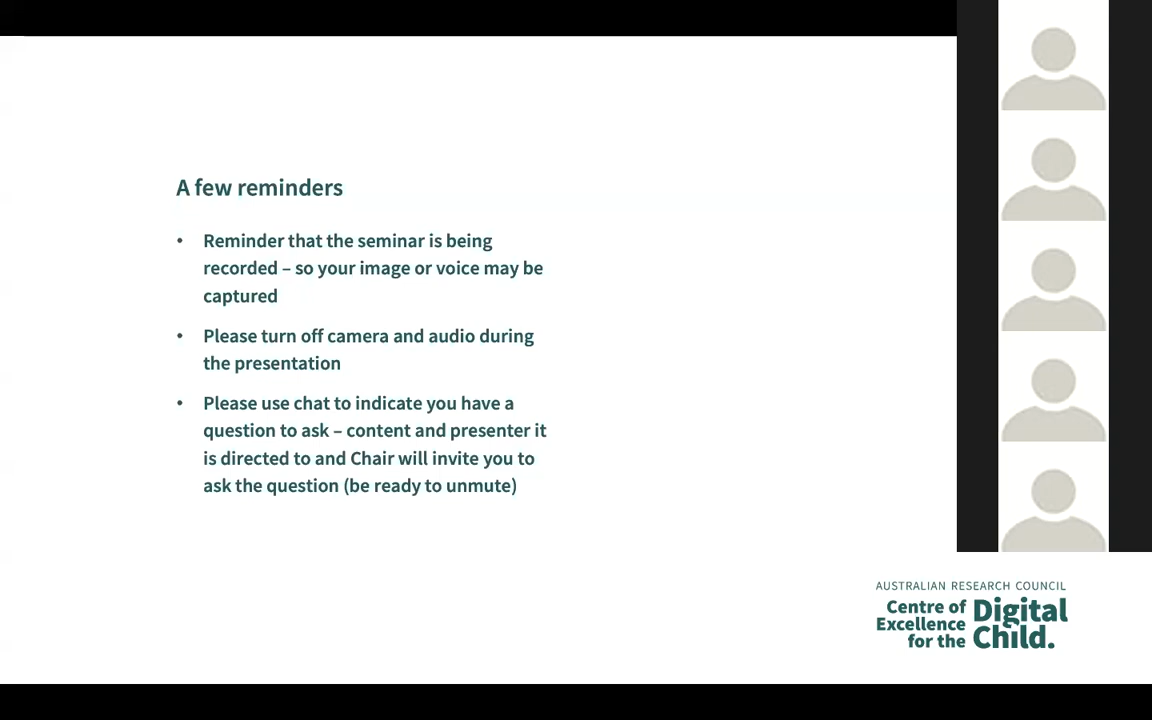 A few reminders
• Reminder that the seminar is being
recorded – so your image or voice may be
captured
• Please turn off camera and audio during
the presentation
• Please use chat to indicate you have a
question to ask – content and presenter it
is directed to and Chair will invite you to
ask the question (be ready to unmute)
AUSTRALIAN RESEARCH COUNCIL
Centre of
Excellence
for the
Digital
Child.